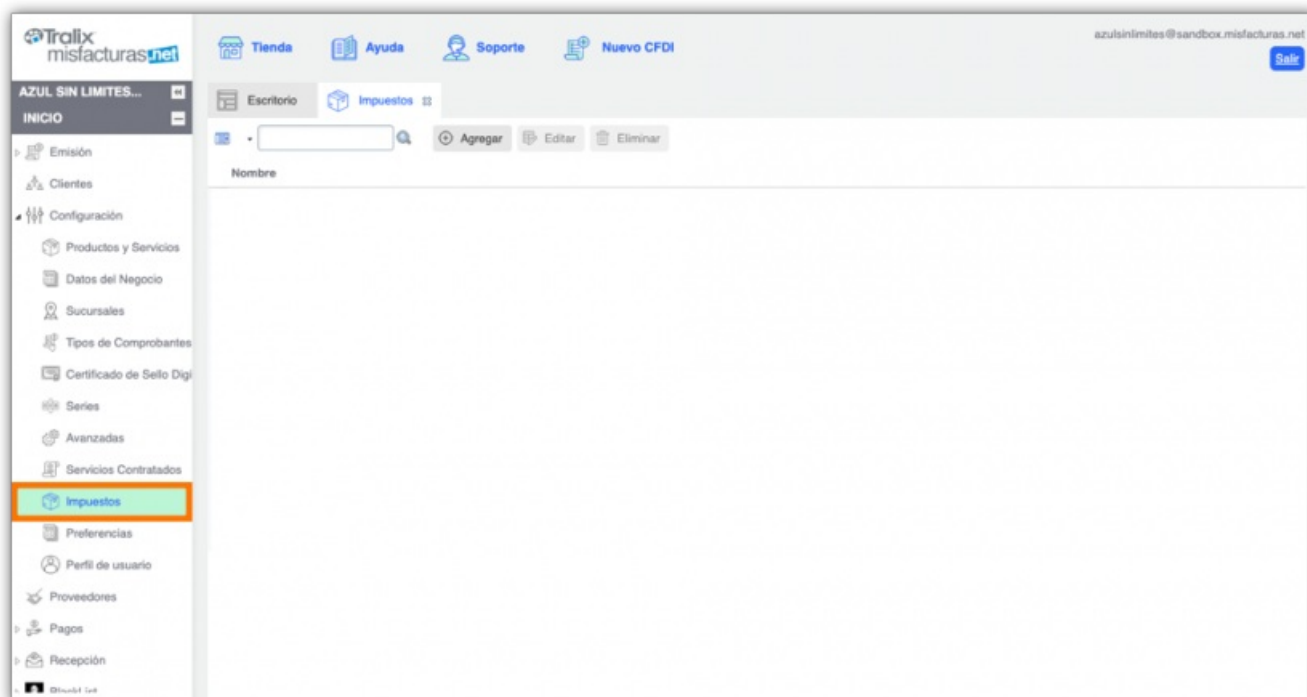 Tralix
misfacturas.net
Tienda
Ayuda
Soporte
Nuevo CFDI
azulsinlimites@sandbox.misfacturas.net
Salir
AZUL SIN LIMITES...
INICIO
Escritorio
Impuestos
Agregar
Editar
Eliminar
Nombre
Emisión
Clientes
Configuración
Productos y Servicios
Datos del Negocio
Sucursales
Tipos de Comprobantes
Certificado de Sello Digi
Series
Avanzadas
Servicios Contratados
Impuestos
Preferencias
Perfil de usuario
Proveedores
Pagos
Recepción